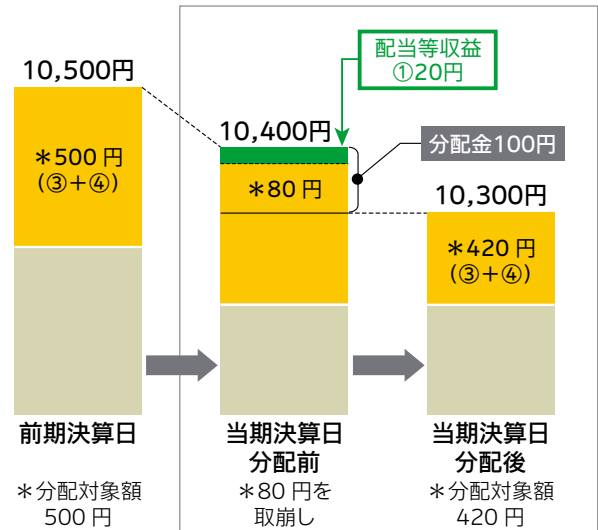 配当等収益
①20円
10,500円
10,400円
分配金100円
＊500 円
(③＋④)
＊80 円
10,300円
＊420 円
(③＋④)
前期決算日
当期決算日
分配前
当期決算日
分配後
＊分配対象額
500 円
＊80 円を
取崩し
＊分配対象額
420 円